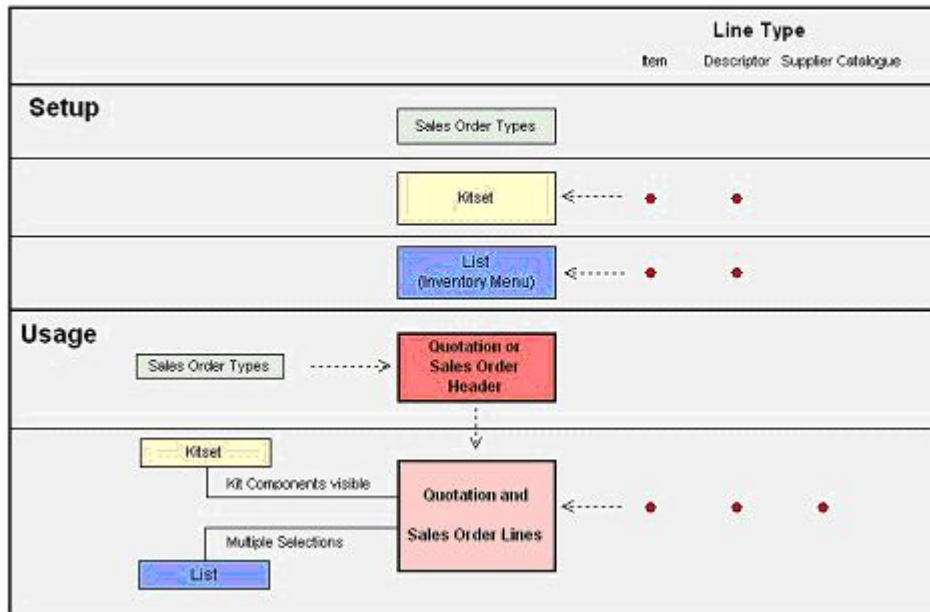 Line Type
Item Descriptor Supplier Catalogue
Setup
Sales Order Types
Kitset
List
(Inventory Menu)
Usage
Sales Order Types
Quotation or
Sales Order
Header
Kitset
Kit Components visible
Quotation and
Sales Order Lines
Multiple Selections
List